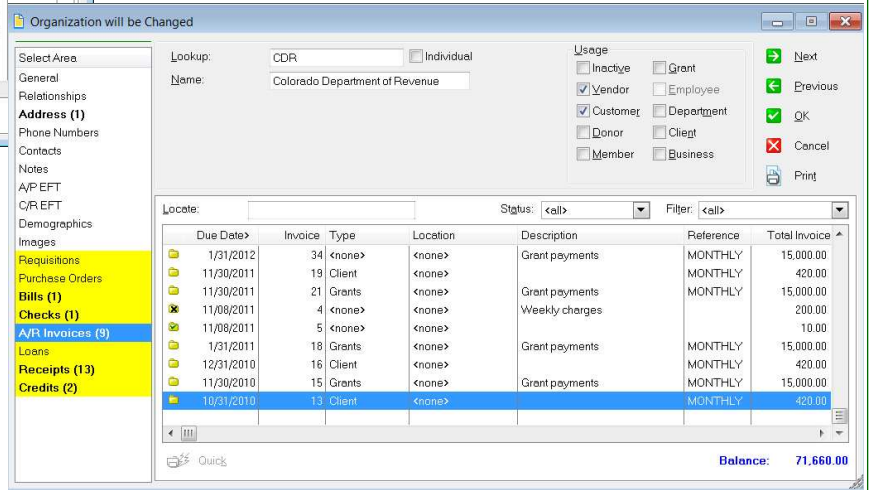 Organization will be Changed
Select Area
General
Relationships
Address (1)
Phone Numbers
Contacts
Notes
A/P EFT
C/R EFT
Demographics
Images
Requisitions
Purchase Orders
Bills (1)
Checks (1)
A/R Invoices (9)
Loans
Receipts (13)
Credits (2)
Lookup: CDR Individual
Name: Colorado Department of Revenue
Usage
Inactive Grant
Vendor Employee
Customer Department
Donor Client
Member Business
Next
Previous
OK
Cancel
Print
Locate: Status: <all> Filter: <all>
Due Date> Invoice Type Location Description Reference Total Invoice
1/31/2012 34 <none> <none> Grant payments MONTHLY 15,000.00
11/30/2011 19 Client <none> MONTHLY 420.00
11/30/2011 21 Grants <none> Grant payments MONTHLY 15,000.00
11/08/2011 4 <none> <none> Weekly charges 200.00
11/08/2011 5 <none> <none> 10.00
1/31/2011 18 Grants <none> Grant payments MONTHLY 15,000.00
12/31/2010 16 Client <none> MONTHLY 420.00
11/30/2010 15 Grants <none> Grant payments MONTHLY 15,000.00
10/31/2010 13 Client <none> MONTHLY 420.00
Quick Balance: 71,660.00